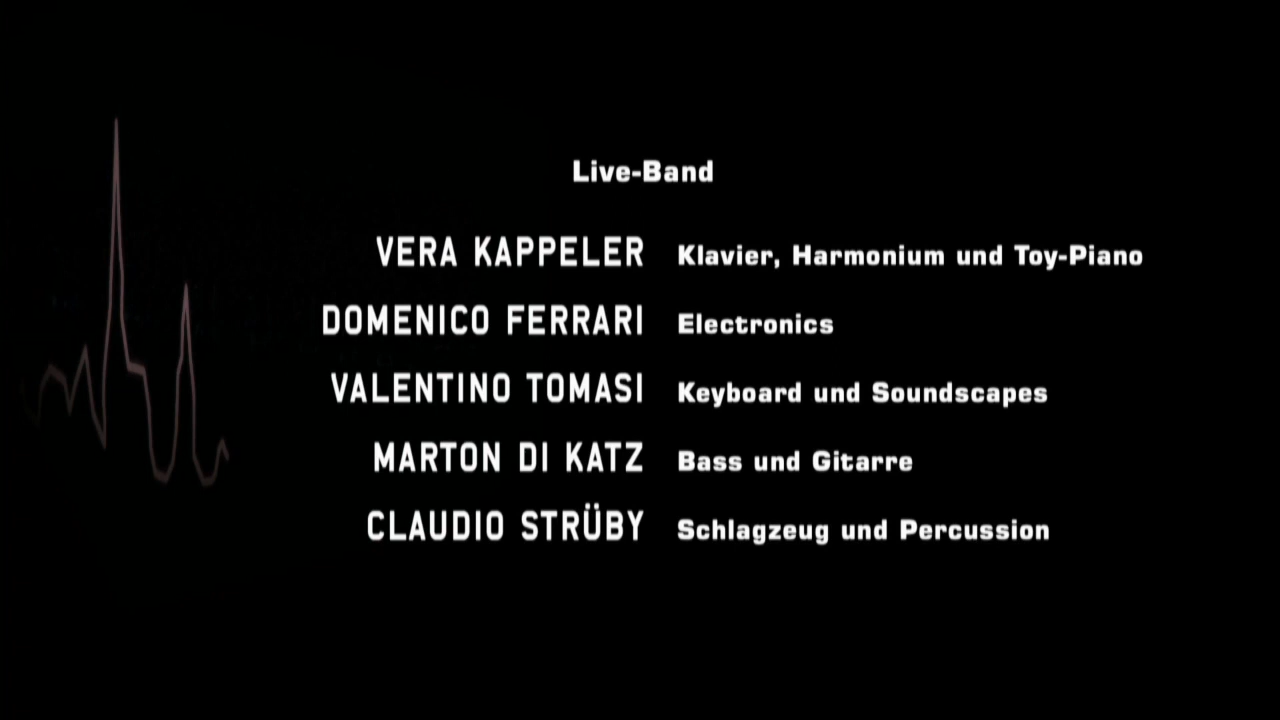 Live-Band
VERA KAPPELER Klavier, Harmonium und Toy-Piano
DOMENICO FERRARI Electronics
VALENTINO TOMASI Keyboard und Soundscapes
MARTON DI KATZ Bass und Gitarre
CLAUDIO STRÜBY Schlagzeug und Percussion